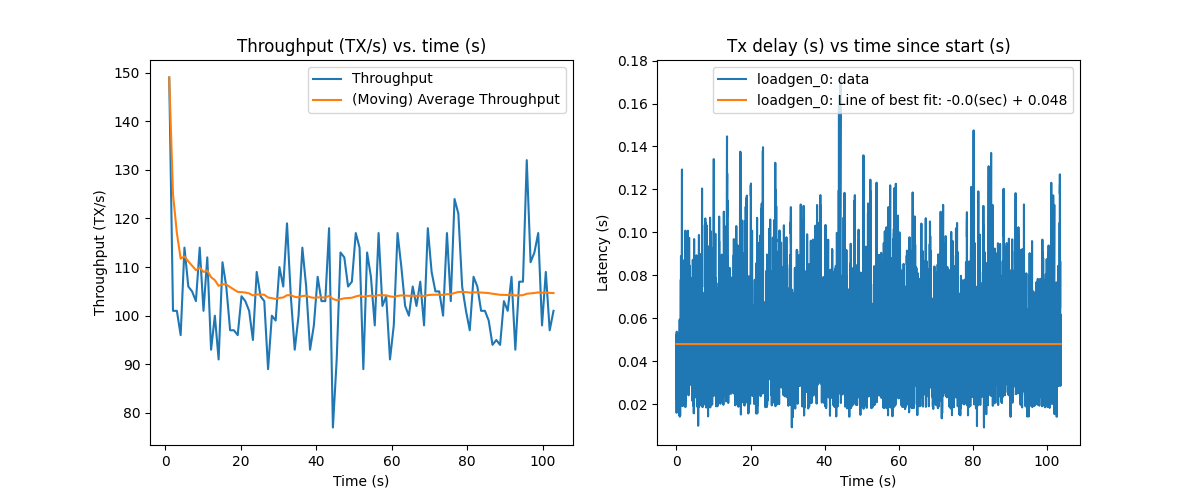 Throughput (TX/s) vs. time (s)
Throughput
(Moving) Average Throughput
Throughput (TX/s)
150
140
130
120
110
100
90
80
0
20
40
60
80
100
Time (s)
Tx delay (s) vs time since start (s)
loadgen_0: data
loadgen_0: Line of best fit: -0.0(sec) + 0.048
Latency (s)
0.18
0.16
0.14
0.12
0.10
0.08
0.06
0.04
0.02
0
20
40
60
80
100
Time (s)